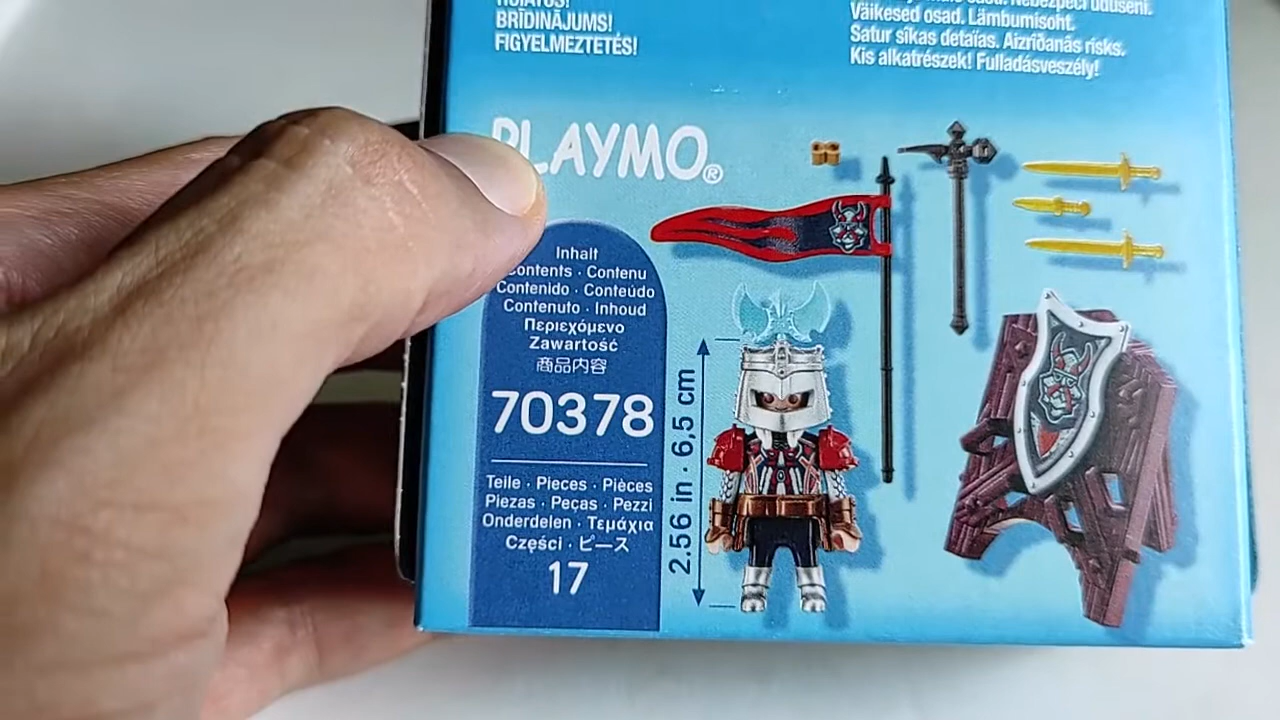 BRĪDINĀJUMS!
FIGYELMEZTETÉS!
Väikesed osad. Lämbumisoht.
Satur sīkas detaļas. Aizrīšanās risks.
Kis alkatrészek! Fulladásveszély!
PLAYMO®
Inhalt
Contents · Contenu
Contenido · Conteúdo
Contenuto · Inhoud
Περιεχόμενο
Zawartość
商品内容
70378
Teile · Pieces · Pièces
Piezas · Peças · Pezzi
Onderdelen · Τεμάχια
Części · ピース
17
2.56 in · 6,5 cm